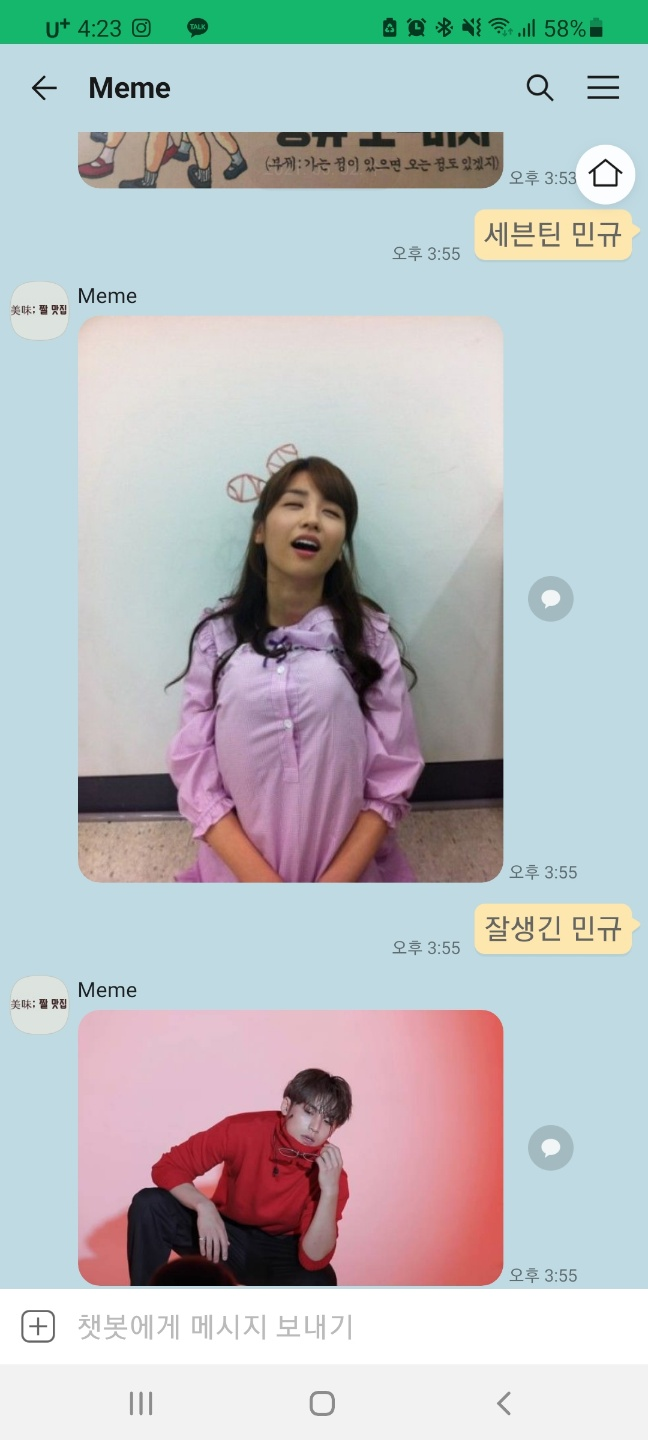 U+ 4:23 TALK 58%
Meme
(부제:가는 정이 있으면 오는 정도 있겠지)
오후 3:53
세븐틴 민규
오후 3:55
美味: 짤 맛집
Meme
오후 3:55
잘생긴 민규
오후 3:55
美味: 짤 맛집
Meme
오후 3:55
챗봇에게 메시지 보내기